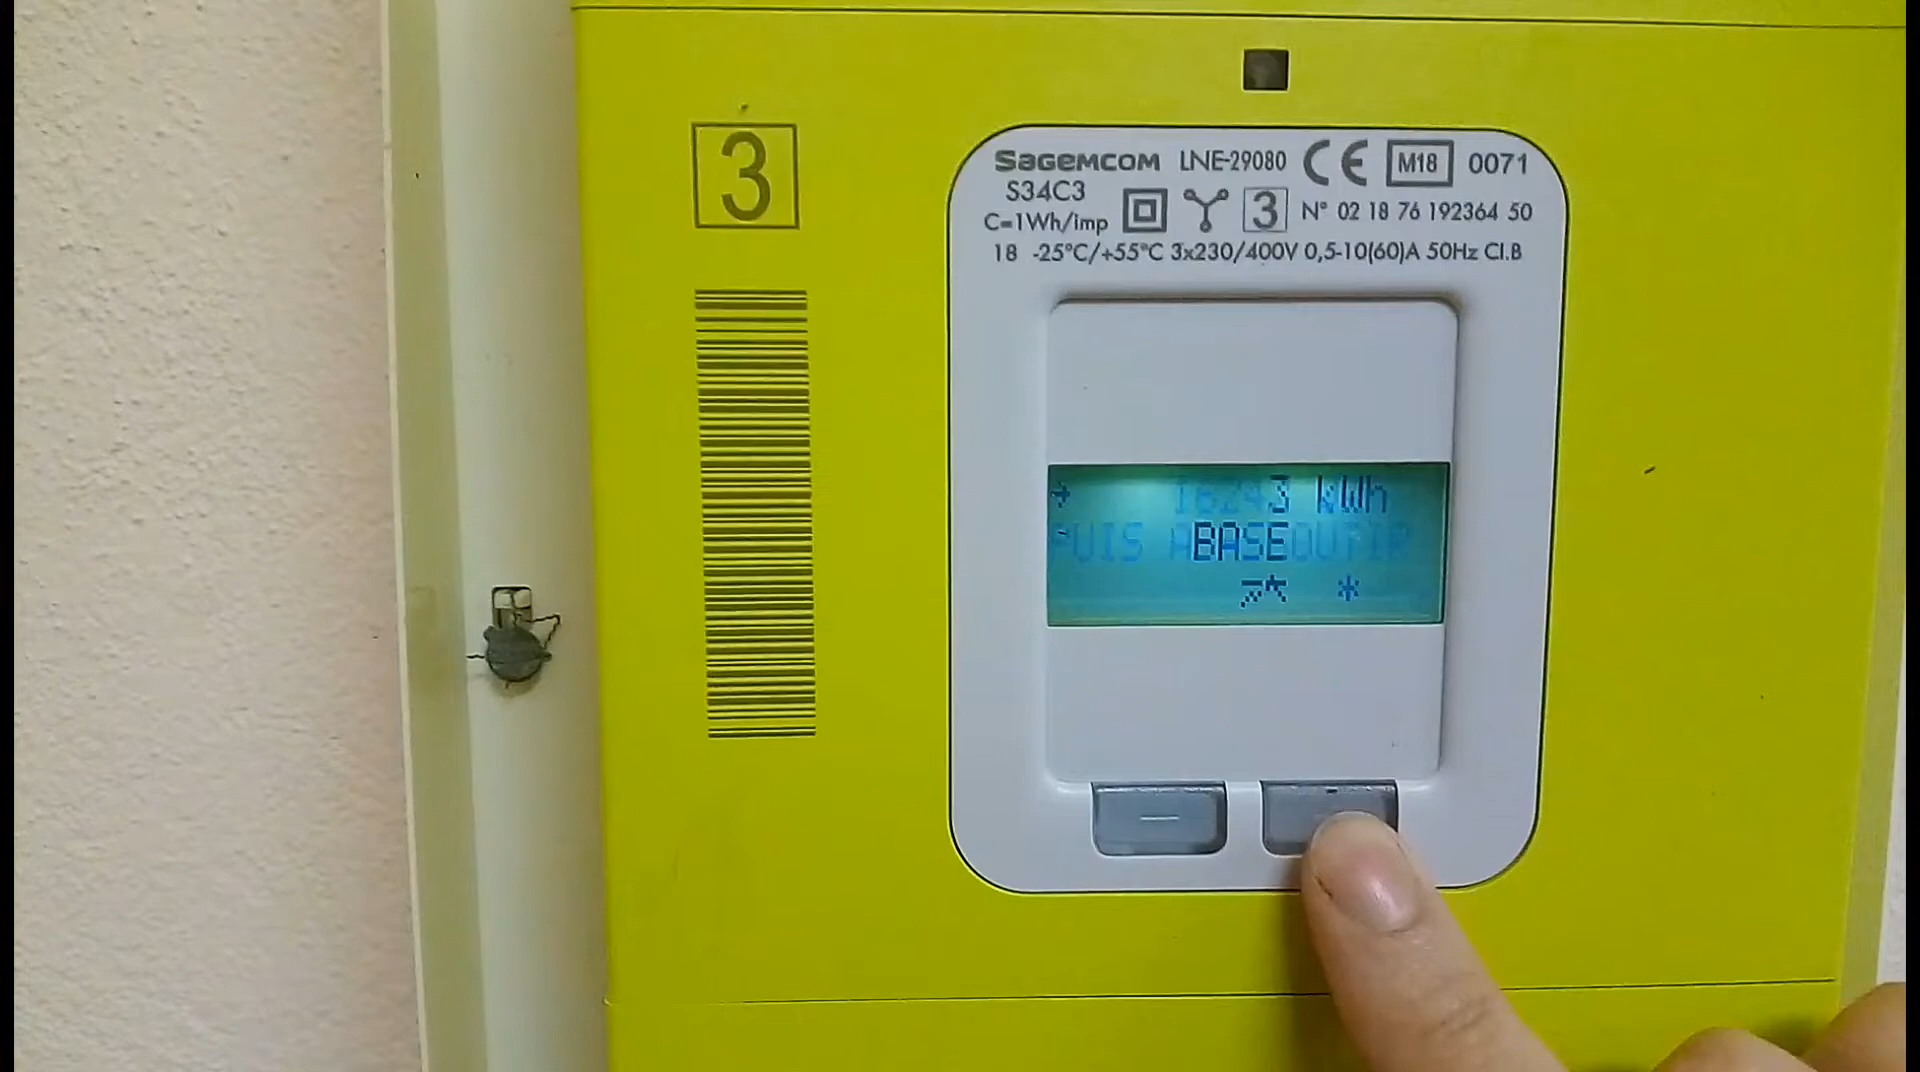 3
SAGEMCOM LNE-29080 CE M18 0071
S34C3
C=1Wh/imp 3 N° 02 18 76 192364 50
18 -25°C/+55°C 3x230/400V 0,5-10(60)A 50Hz Cl.B
kWh
BASE